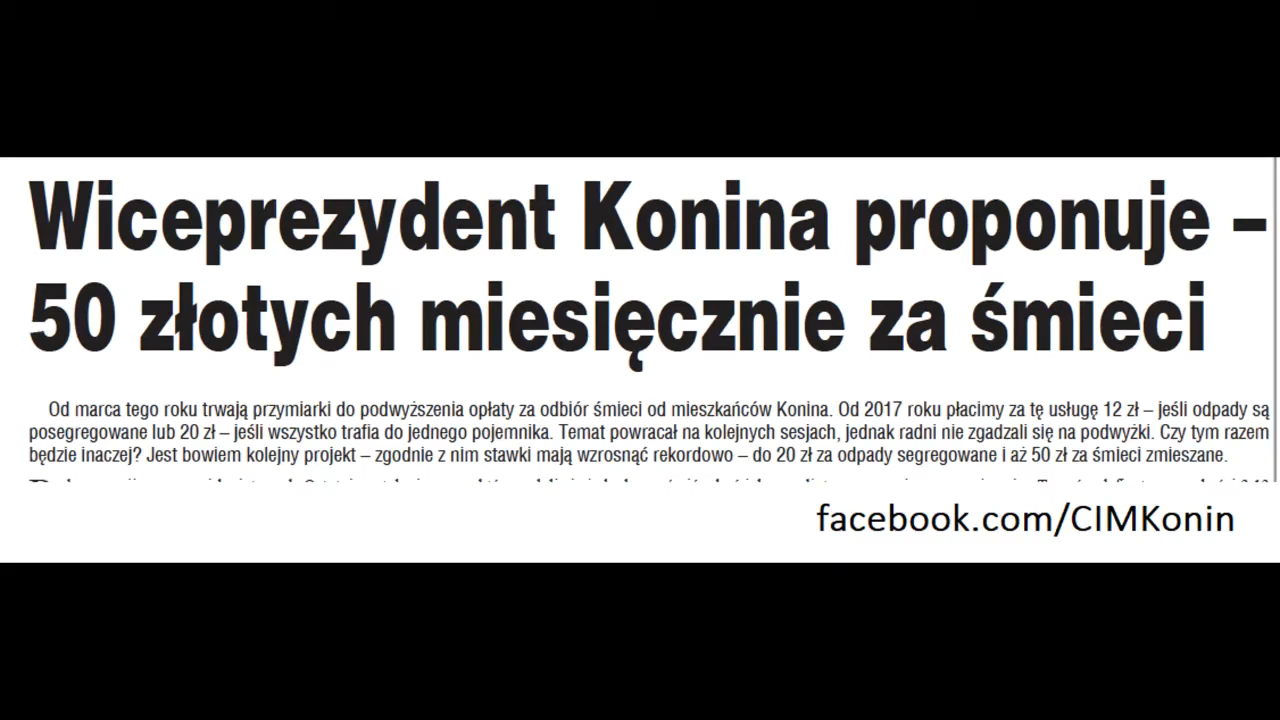 Wiceprezydent Konina proponuje –
50 złotych miesięcznie za śmieci
Od marca tego roku trwają przymiarki do podwyższenia opłaty za odbiór śmieci od mieszkańców Konina. Od 2017 roku płacimy za tę usługę 12 zł – jeśli odpady są
posegregowane lub 20 zł – jeśli wszystko trafia do jednego pojemnika. Temat powracał na kolejnych sesjach, jednak radni nie zgadzali się na podwyżki. Czy tym razem
będzie inaczej? Jest bowiem kolejny projekt – zgodnie z nim stawki mają wzrosnąć rekordowo – do 20 zł za odpady segregowane i aż 50 zł za śmieci zmieszane.
facebook.com/CIMKonin